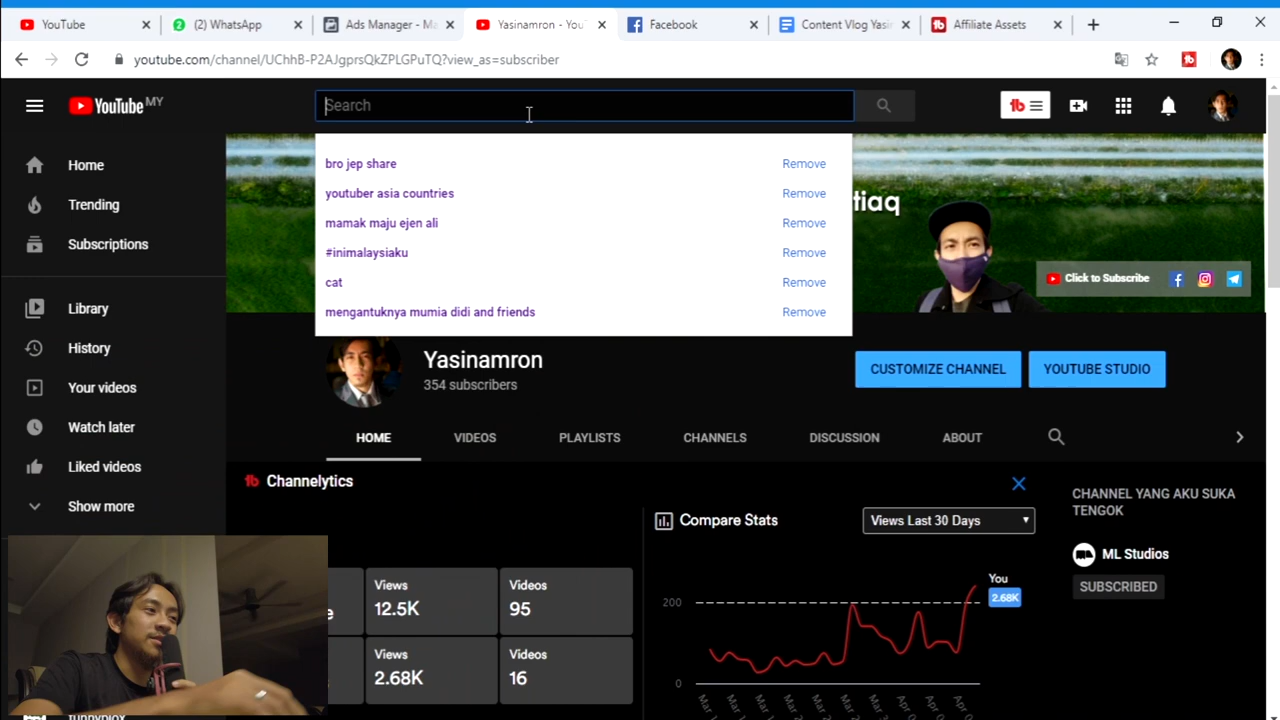 YouTube
(2) WhatsApp
Ads Manager - Ma
Yasinamron - You
Facebook
Content Vlog Yasin
Affiliate Assets
youtube.com/channel/UChhB-P2AJgprsQkZPLGPuTQ?view_as=subscriber
YouTube MY
Search
bro jep share Remove
youtuber asia countries Remove
mamak maju ejen ali Remove
#inimalaysiaku Remove
cat Remove
mengantuknya mumia didi and friends Remove
Home
Trending
Subscriptions
Library
History
Your videos
Watch later
Liked videos
Show more
tiaq
Click to Subscribe
Yasinamron
354 subscribers
CUSTOMIZE CHANNEL
YOUTUBE STUDIO
HOME VIDEOS PLAYLISTS CHANNELS DISCUSSION ABOUT
Channelytics
Compare Stats
Views Last 30 Days
Views
12.5K
Videos
95
Views
2.68K
Videos
16
You
2.68K
200
0
CHANNEL YANG AKU SUKA
TENGOK
ML Studios
SUBSCRIBED